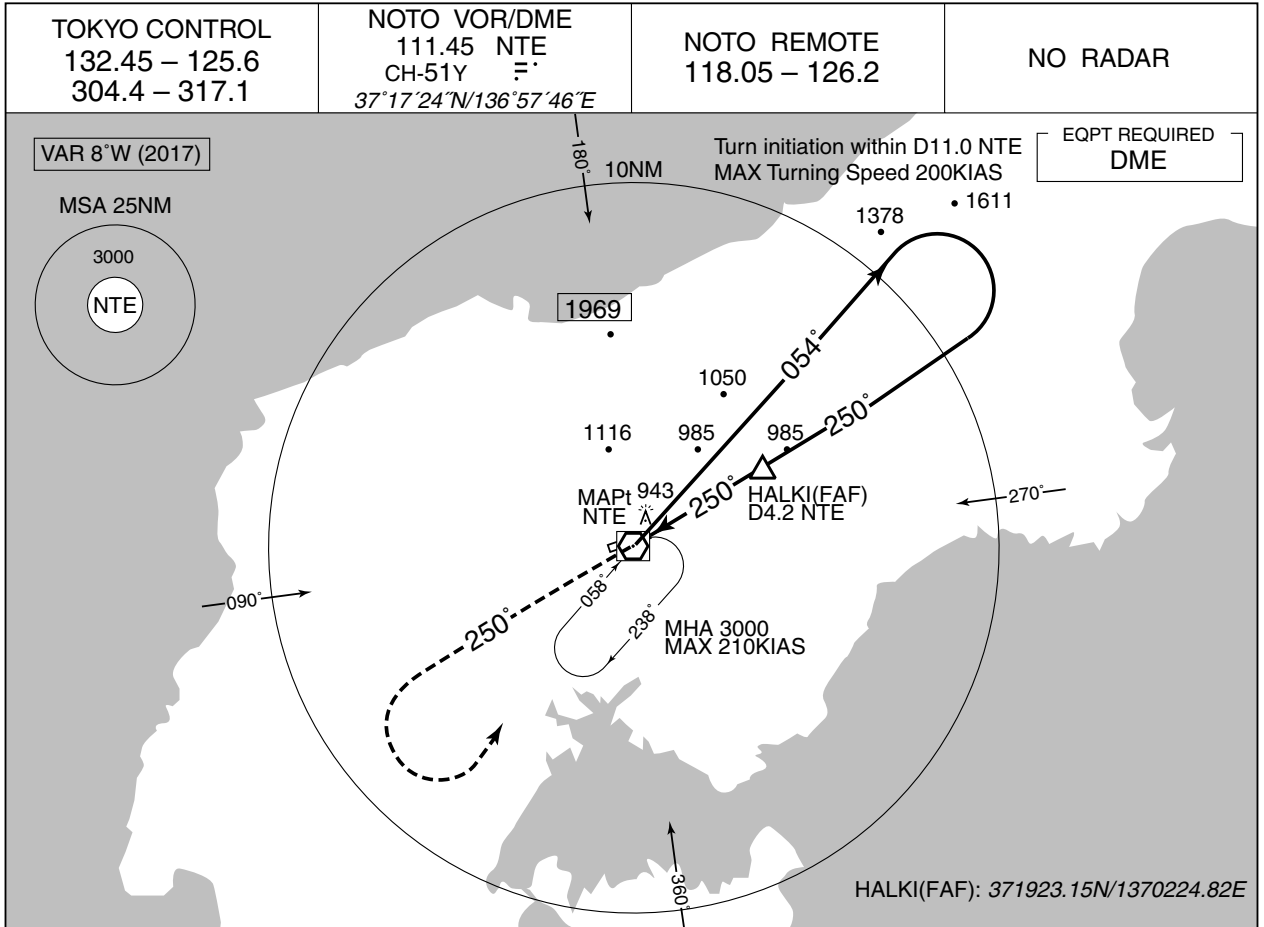 TOKYO CONTROL
132.45 – 125.6
304.4 – 317.1
NOTO VOR/DME
111.45 NTE
CH-51Y
37°17´24˝N/136°57´46˝E
NOTO REMOTE
118.05 – 126.2
NO RADAR
VAR 8°W (2017)
MSA 25NM
3000
NTE
180°
10NM
Turn initiation within D11.0 NTE
MAX Turning Speed 200KIAS
EQPT REQUIRED
DME
1611
1378
1969
054°
1050
250°
1116
985
985
943
MAPt
NTE
250°
HALKI(FAF)
D4.2 NTE
270°
090°
058°
238°
250°
MHA 3000
MAX 210KIAS
360°
HALKI(FAF): 371923.15N/1370224.82E